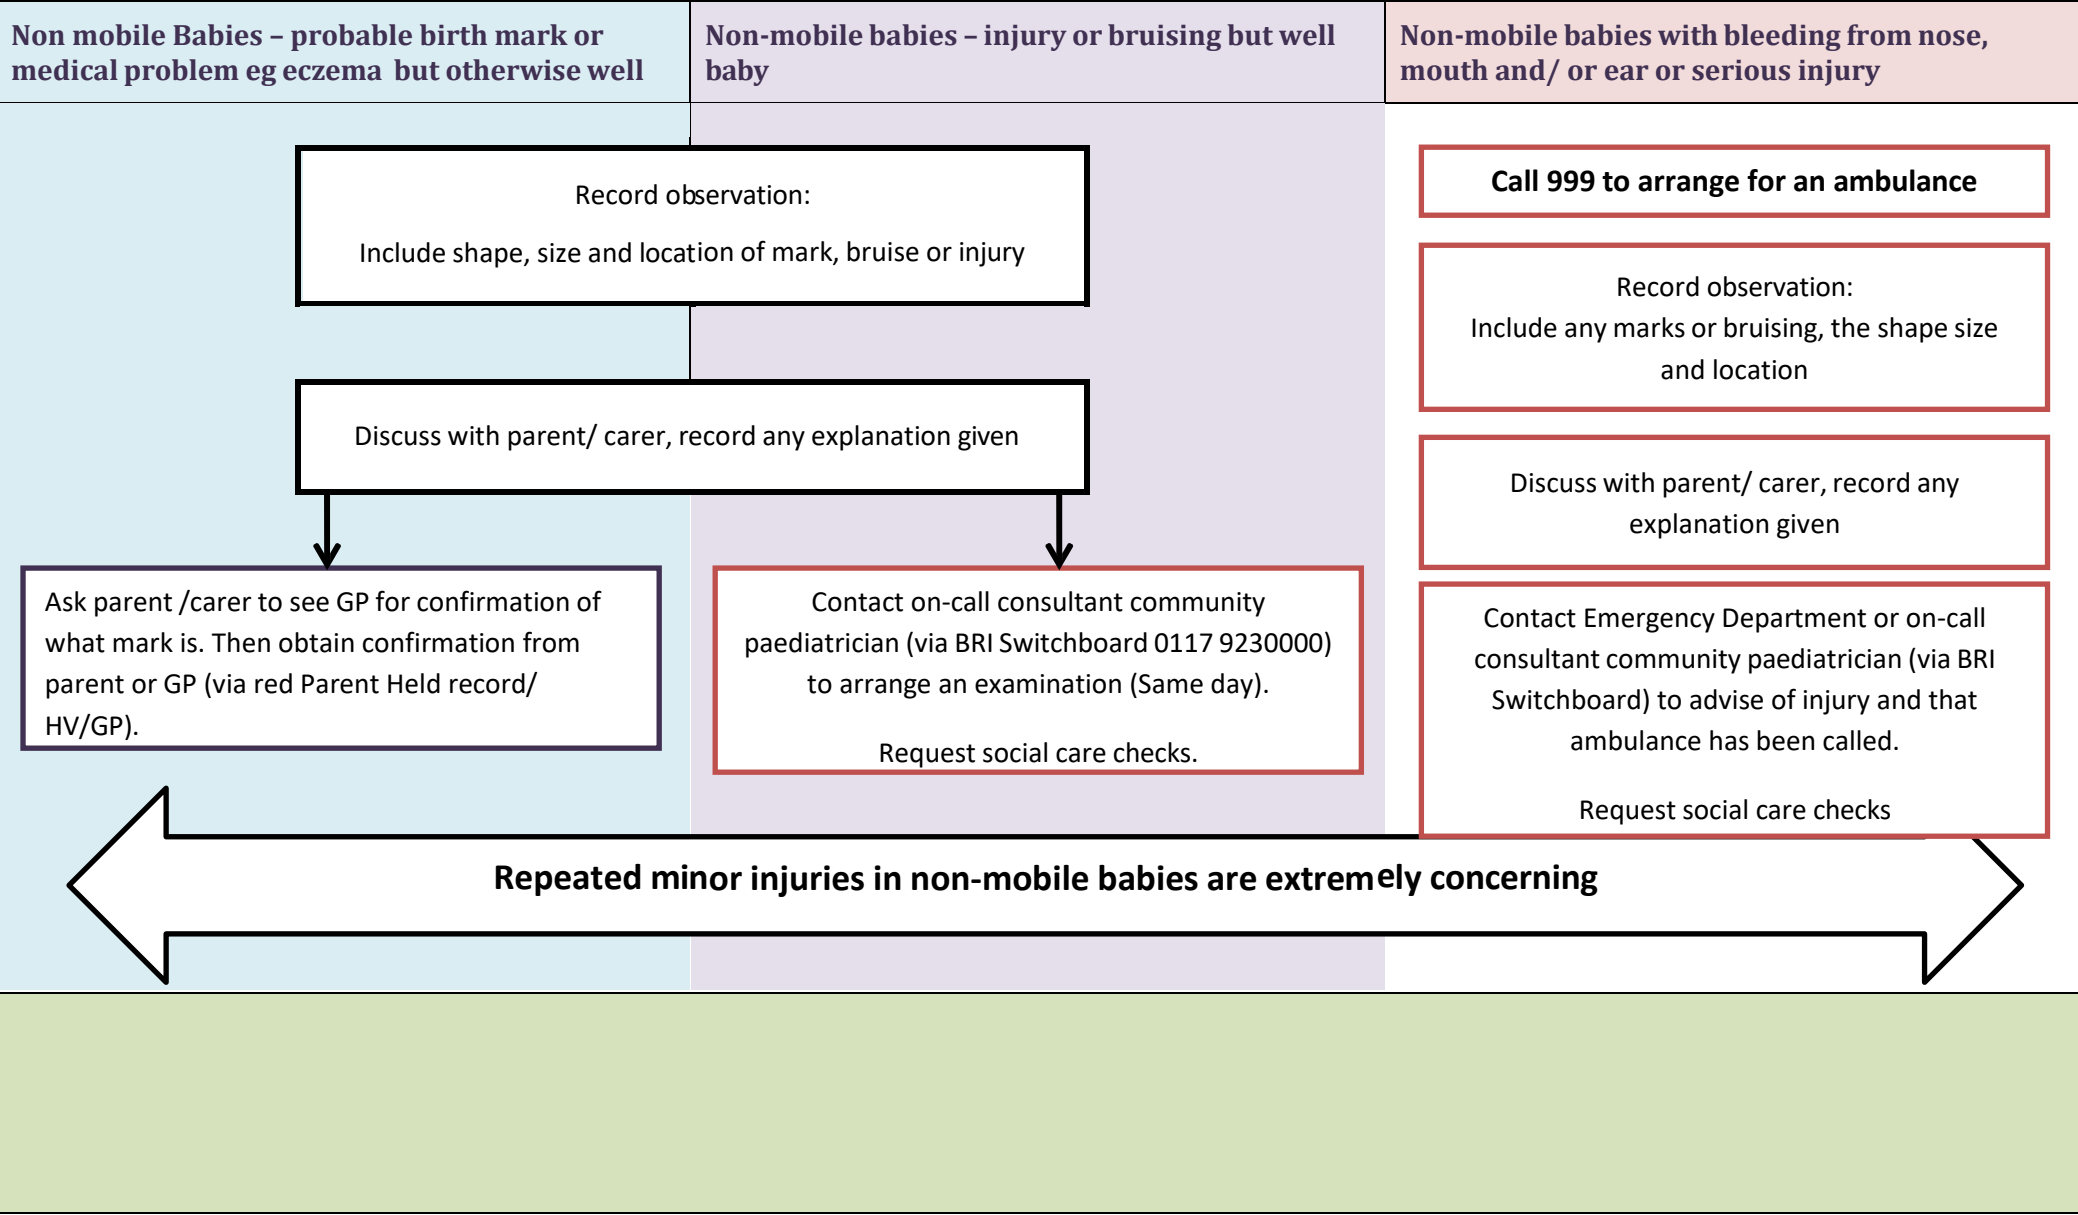 Non mobile Babies – probable birth mark or
medical problem eg eczema but otherwise well
Non-mobile babies – injury or bruising but well
baby
Non-mobile babies with bleeding from nose,
mouth and/ or ear or serious injury
Record observation:
Include shape, size and location of mark, bruise or injury
Discuss with parent/ carer, record any explanation given
Ask parent /carer to see GP for confirmation of
what mark is. Then obtain confirmation from
parent or GP (via red Parent Held record/
HV/GP).
Contact on-call consultant community
paediatrician (via BRI Switchboard 0117 9230000)
to arrange an examination (Same day).
Request social care checks.
Call 999 to arrange for an ambulance
Record observation:
Include any marks or bruising, the shape size
and location
Discuss with parent/ carer, record any
explanation given
Contact Emergency Department or on-call
consultant community paediatrician (via BRI
Switchboard) to advise of injury and that
ambulance has been called.
Request social care checks
Repeated minor injuries in non-mobile babies are extremely concerning